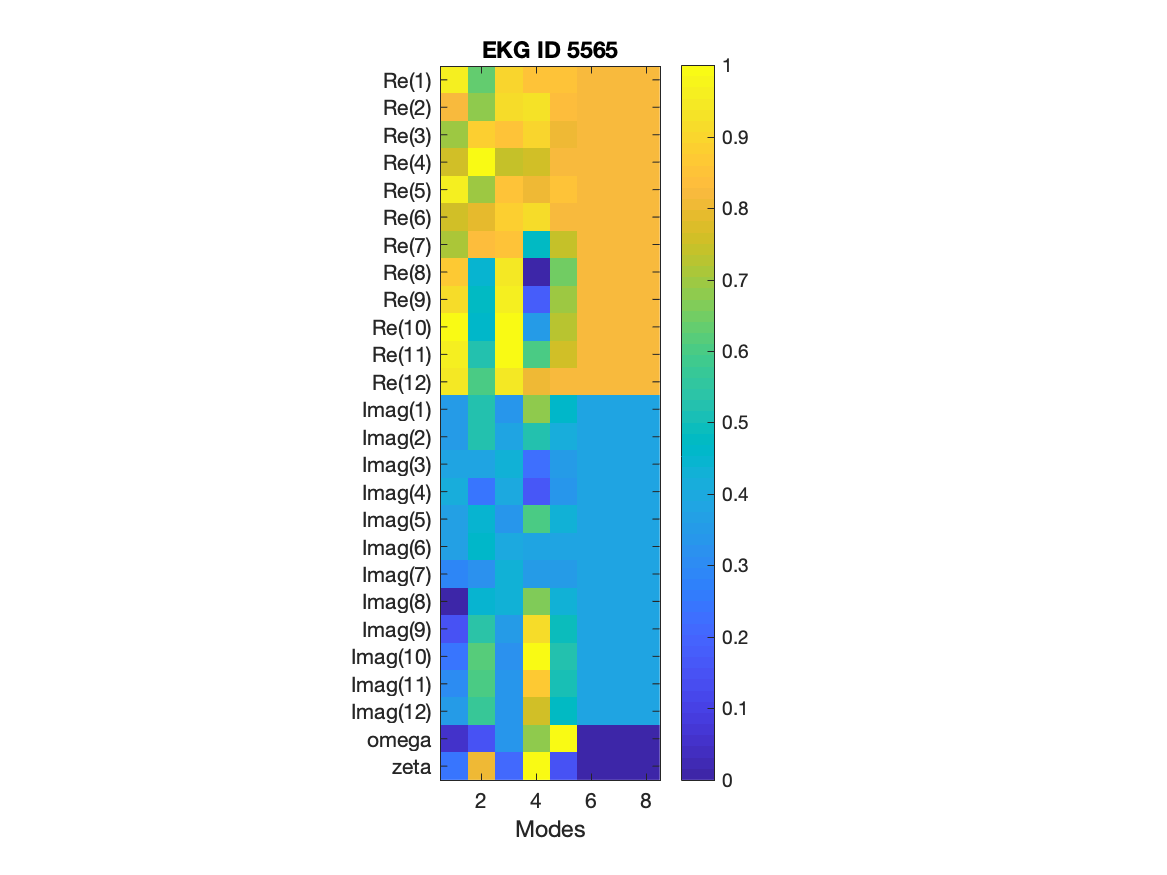 EKG ID 5565
Re(1)
Re(2)
Re(3)
Re(4)
Re(5)
Re(6)
Re(7)
Re(8)
Re(9)
Re(10)
Re(11)
Re(12)
Imag(1)
Imag(2)
Imag(3)
Imag(4)
Imag(5)
Imag(6)
Imag(7)
Imag(8)
Imag(9)
Imag(10)
Imag(11)
Imag(12)
omega
zeta
2 4 6 8
Modes
1
0.9
0.8
0.7
0.6
0.5
0.4
0.3
0.2
0.1
0